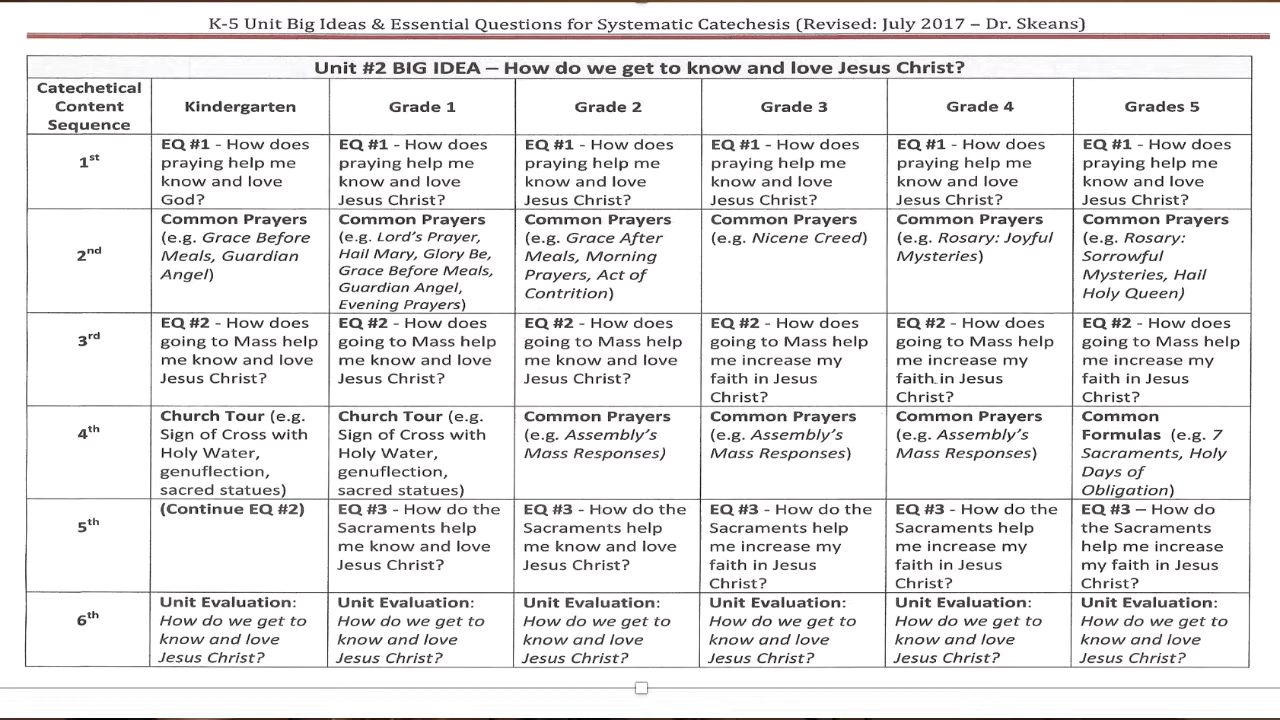 K-5 Unit Big Ideas & Essential Questions for Systematic Catechesis (Revised: July 2017 – Dr. Skeans)
Unit #2 BIG IDEA – How do we get to know and love Jesus Christ?
Catechetical
Content
Sequence
Kindergarten
Grade 1
Grade 2
Grade 3
Grade 4
Grades 5
1st
EQ #1 - How does
praying help me
know and love
God?
EQ #1 - How does
praying help me
know and love
Jesus Christ?
EQ #1 - How does
praying help me
know and love
Jesus Christ?
EQ #1 - How does
praying help me
know and love
Jesus Christ?
EQ #1 - How does
praying help me
know and love
Jesus Christ?
EQ #1 - How does
praying help me
know and love
Jesus Christ?
2nd
Common Prayers
(e.g. Grace Before
Meals, Guardian
Angel)
Common Prayers
(e.g. Lord's Prayer,
Hail Mary, Glory Be,
Grace Before Meals,
Guardian Angel,
Evening Prayers)
Common Prayers
(e.g. Grace After
Meals, Morning
Prayers, Act of
Contrition)
Common Prayers
(e.g. Nicene Creed)
Common Prayers
(e.g. Rosary: Joyful
Mysteries)
Common Prayers
(e.g. Rosary:
Sorrowful
Mysteries, Hail
Holy Queen)
3rd
EQ #2 - How does
going to Mass help
me know and love
Jesus Christ?
EQ #2 - How does
going to Mass help
me know and love
Jesus Christ?
EQ #2 - How does
going to Mass help
me know and love
Jesus Christ?
EQ #2 - How does
going to Mass help
me increase my
faith in Jesus
Christ?
EQ #2 - How does
going to Mass help
me increase my
faith in Jesus
Christ?
EQ #2 - How does
going to Mass help
me increase my
faith in Jesus
Christ?
4th
Church Tour (e.g.
Sign of Cross with
Holy Water,
genuflection,
sacred statues)
Church Tour (e.g.
Sign of Cross with
Holy Water,
genuflection,
sacred statues)
Common Prayers
(e.g. Assembly's
Mass Responses)
Common Prayers
(e.g. Assembly's
Mass Responses)
Common Prayers
(e.g. Assembly's
Mass Responses)
Common
Formulas (e.g. 7
Sacraments, Holy
Days of
Obligation)
5th
(Continue EQ #2)
EQ #3 - How do the
Sacraments help
me know and love
Jesus Christ?
EQ #3 - How do the
Sacraments help
me know and love
Jesus Christ?
EQ #3 - How do the
Sacraments help
me increase my
faith in Jesus
Christ?
EQ #3 - How do the
Sacraments help
me increase my
faith in Jesus
Christ?
EQ #3 – How do
the Sacraments
help me increase
my faith in Jesus
Christ?
6th
Unit Evaluation:
How do we get to
know and love
Jesus Christ?
Unit Evaluation:
How do we get to
know and love
Jesus Christ?
Unit Evaluation:
How do we get to
know and love
Jesus Christ?
Unit Evaluation:
How do we get to
know and love
Jesus Christ?
Unit Evaluation:
How do we get to
know and love
Jesus Christ?
Unit Evaluation:
How do we get to
know and love
Jesus Christ?